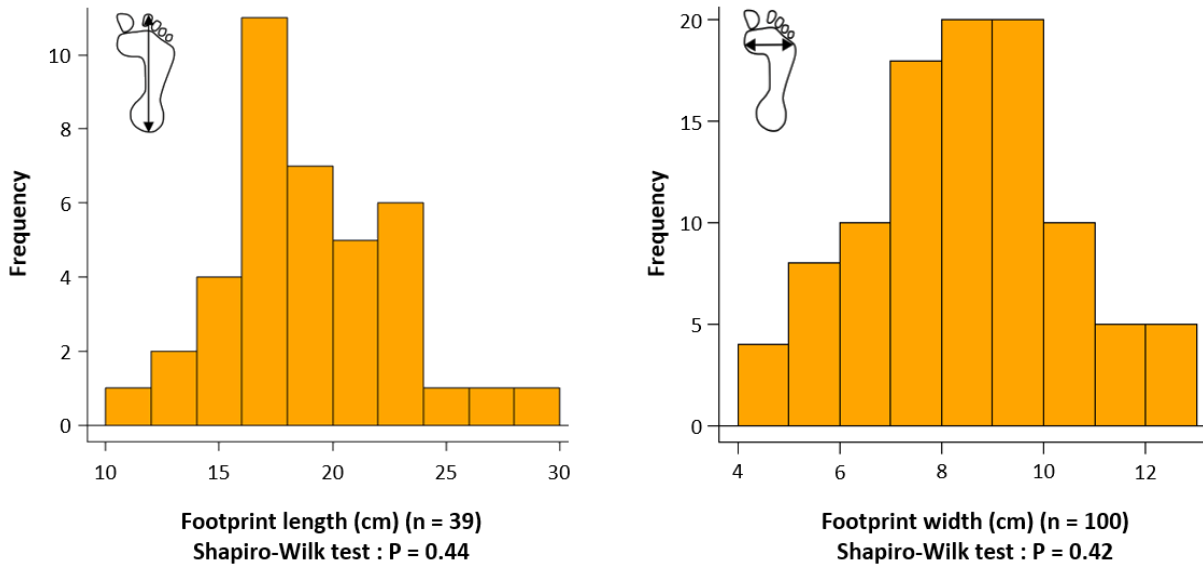 Frequency
10
8
6
4
2
0
10 15 20 25 30
Footprint length (cm) (n = 39)
Shapiro-Wilk test : P = 0.44
Frequency
20
15
10
5
0
4 6 8 10 12
Footprint width (cm) (n = 100)
Shapiro-Wilk test : P = 0.42